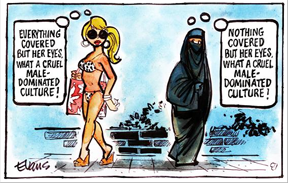 EVERYTHING
COVERED
BUT HER EYES,
WHAT A CRUEL
MALE-
DOMINATED
CULTURE!
NOTHING
COVERED
BUT HER EYES,
WHAT A CRUEL
MALE-
DOMINATED
CULTURE!
Evans